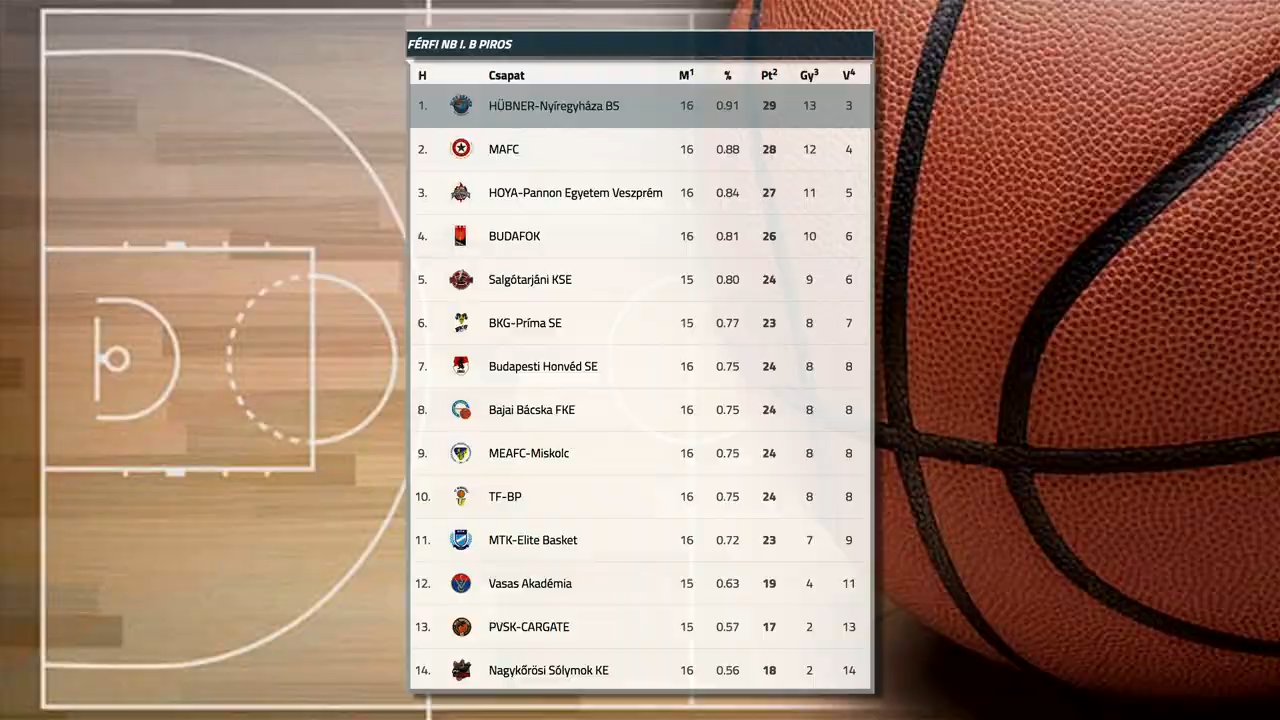 FÉRFI NB I. B PIROS
H Csapat M¹ % Pt² Gy³ V⁴
1. HÜBNER-Nyíregyháza BS 16 0.91 29 13 3
2. MAFC 16 0.88 28 12 4
3. HOYA-Pannon Egyetem Veszprém 16 0.84 27 11 5
4. BUDAFOK 16 0.81 26 10 6
5. Salgótarjáni KSE 15 0.80 24 9 6
6. BKG-Príma SE 15 0.77 23 8 7
7. Budapesti Honvéd SE 16 0.75 24 8 8
8. Bajai Bácska FKE 16 0.75 24 8 8
9. MEAFC-Miskolc 16 0.75 24 8 8
10. TF-BP 16 0.75 24 8 8
11. MTK-Elite Basket 16 0.72 23 7 9
12. Vasas Akadémia 15 0.63 19 4 11
13. PVSK-CARGATE 15 0.57 17 2 13
14. Nagykőrösi Sólymok KE 16 0.56 18 2 14